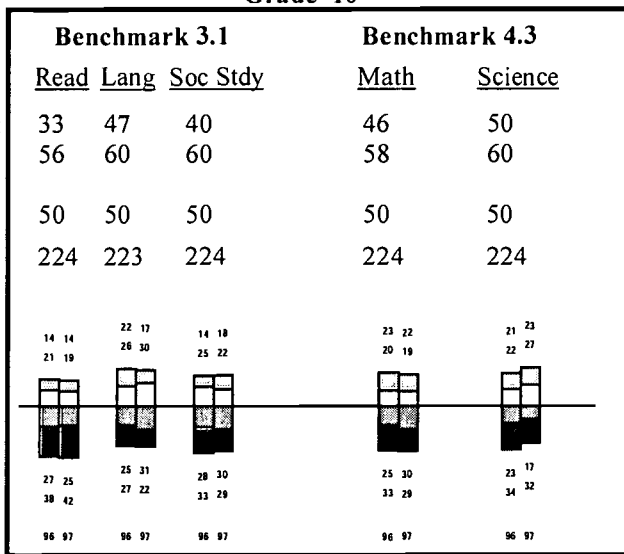 Benchmark 3.1 Benchmark 4.3
Read Lang Soc Stdy Math Science
33 47 40 46 50
56 60 60 58 60
50 50 50 50 50
224 223 224 224 224
14 14 22 17 14 18 23 22 21 23
21 19 26 30 25 22 20 19 22 27
27 25 25 31 28 30 25 30 23 17
38 42 27 22 33 29 33 29 34 32
96 97 96 97 96 97 96 97 96 97